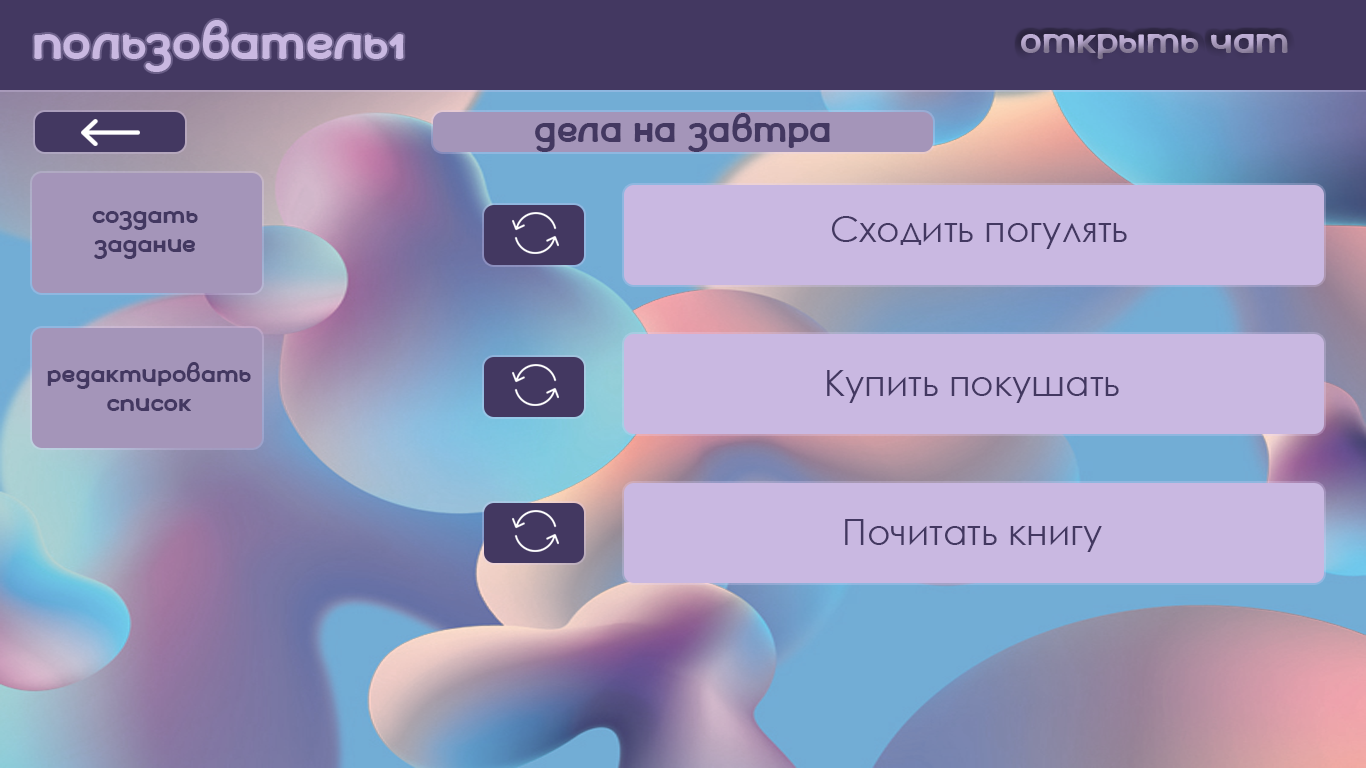 пользователь1
открыть чат
дела на завтра
создать
задание
Сходить погулять
редактировать
список
Купить покушать
Почитать книгу